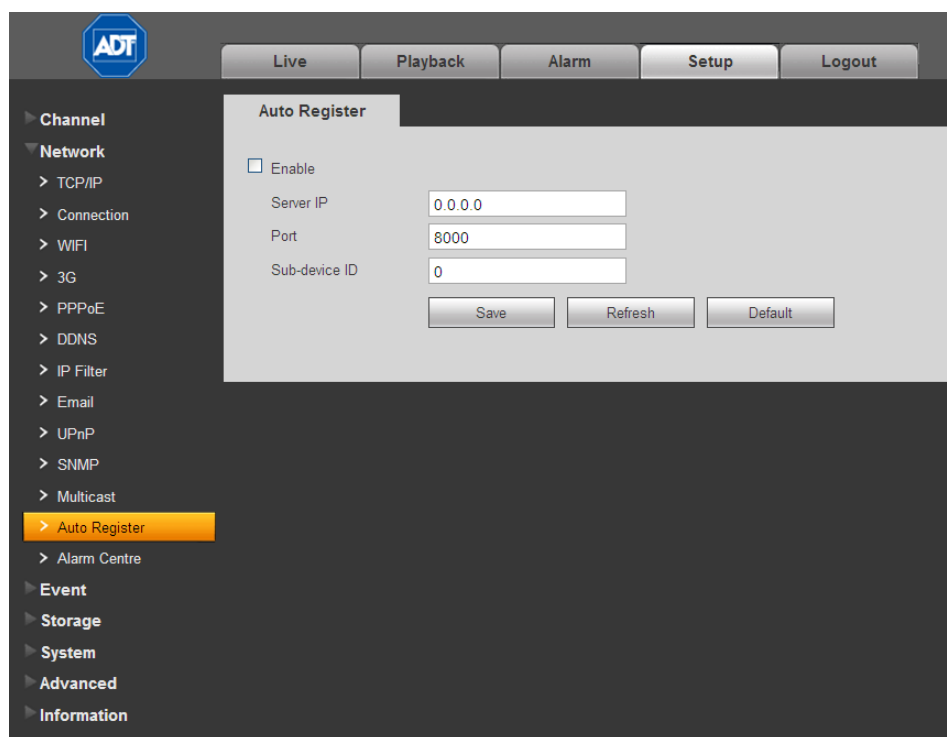 ADT
Live Playback Alarm Setup Logout
Auto Register
Channel
Network
> TCP/IP
> Connection
> WIFI
> 3G
> PPPoE
> DDNS
> IP Filter
> Email
> UPnP
> SNMP
> Multicast
> Auto Register
> Alarm Centre
Event
Storage
System
Advanced
Information
Enable
Server IP 0.0.0.0
Port 8000
Sub-device ID 0
Save Refresh Default